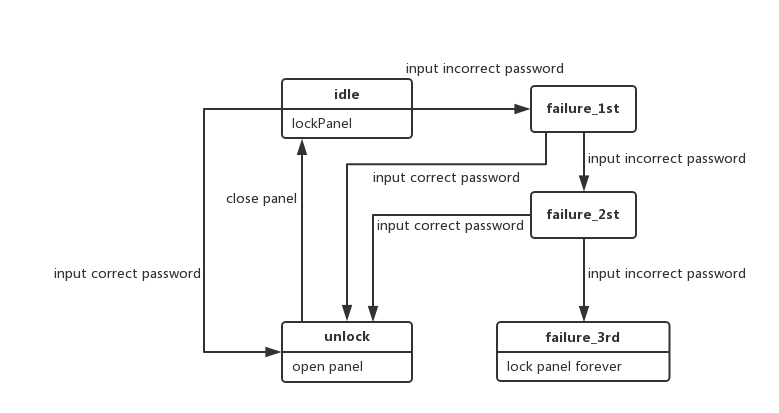 input incorrect password
idle
lockPanel
failure_1st
input incorrect password
input correct password
close panel
failure_2st
input correct password
input correct password
input incorrect password
unlock
open panel
failure_3rd
lock panel forever